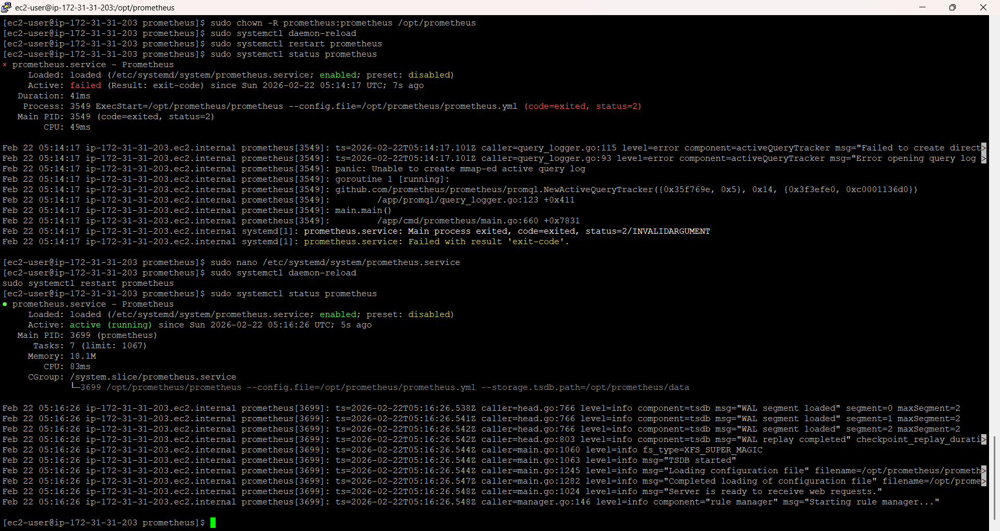 ec2-user@ip-172-31-31-203:/opt/prometheus
[ec2-user@ip-172-31-31-203 prometheus]$ sudo chown -R prometheus:prometheus /opt/prometheus
[ec2-user@ip-172-31-31-203 prometheus]$ sudo systemctl daemon-reload
[ec2-user@ip-172-31-31-203 prometheus]$ sudo systemctl restart prometheus
[ec2-user@ip-172-31-31-203 prometheus]$ sudo systemctl status prometheus
× prometheus.service - Prometheus
     Loaded: loaded (/etc/systemd/system/prometheus.service; enabled; preset: disabled)
     Active: failed (Result: exit-code) since Sun 2026-02-22 05:14:17 UTC; 7s ago
   Duration: 41ms
    Process: 3549 ExecStart=/opt/prometheus/prometheus --config.file=/opt/prometheus/prometheus.yml (code=exited, status=2)
   Main PID: 3549 (code=exited, status=2)
        CPU: 49ms

Feb 22 05:14:17 ip-172-31-31-203.ec2.internal prometheus[3549]: ts=2026-02-22T05:14:17.101Z caller=query_logger.go:115 level=error component=activeQueryTracker msg="Failed to create direct>
Feb 22 05:14:17 ip-172-31-31-203.ec2.internal prometheus[3549]: ts=2026-02-22T05:14:17.101Z caller=query_logger.go:93 level=error component=activeQueryTracker msg="Error opening query log >
Feb 22 05:14:17 ip-172-31-31-203.ec2.internal prometheus[3549]: panic: Unable to create mmap-ed active query log
Feb 22 05:14:17 ip-172-31-31-203.ec2.internal prometheus[3549]: goroutine 1 [running]:
Feb 22 05:14:17 ip-172-31-31-203.ec2.internal prometheus[3549]: github.com/prometheus/prometheus/promql.NewActiveQueryTracker({0x35f769e, 0x5}, 0x14, {0x3f3efe0, 0xc0001136d0})
Feb 22 05:14:17 ip-172-31-31-203.ec2.internal prometheus[3549]:         /app/promql/query_logger.go:123 +0x411
Feb 22 05:14:17 ip-172-31-31-203.ec2.internal prometheus[3549]: main.main()
Feb 22 05:14:17 ip-172-31-31-203.ec2.internal prometheus[3549]:         /app/cmd/prometheus/main.go:660 +0x7831
Feb 22 05:14:17 ip-172-31-31-203.ec2.internal systemd[1]: prometheus.service: Main process exited, code=exited, status=2/INVALIDARGUMENT
Feb 22 05:14:17 ip-172-31-31-203.ec2.internal systemd[1]: prometheus.service: Failed with result 'exit-code'.

[ec2-user@ip-172-31-31-203 prometheus]$ sudo nano /etc/systemd/system/prometheus.service
[ec2-user@ip-172-31-31-203 prometheus]$ sudo systemctl daemon-reload
sudo systemctl restart prometheus
[ec2-user@ip-172-31-31-203 prometheus]$ sudo systemctl status prometheus
● prometheus.service - Prometheus
     Loaded: loaded (/etc/systemd/system/prometheus.service; enabled; preset: disabled)
     Active: active (running) since Sun 2026-02-22 05:16:26 UTC; 5s ago
   Main PID: 3699 (prometheus)
      Tasks: 7 (limit: 1067)
     Memory: 18.1M
        CPU: 83ms
     CGroup: /system.slice/prometheus.service
             └─3699 /opt/prometheus/prometheus --config.file=/opt/prometheus/prometheus.yml --storage.tsdb.path=/opt/prometheus/data

Feb 22 05:16:26 ip-172-31-31-203.ec2.internal prometheus[3699]: ts=2026-02-22T05:16:26.538Z caller=head.go:766 level=info component=tsdb msg="WAL segment loaded" segment=0 maxSegment=2
Feb 22 05:16:26 ip-172-31-31-203.ec2.internal prometheus[3699]: ts=2026-02-22T05:16:26.541Z caller=head.go:766 level=info component=tsdb msg="WAL segment loaded" segment=1 maxSegment=2
Feb 22 05:16:26 ip-172-31-31-203.ec2.internal prometheus[3699]: ts=2026-02-22T05:16:26.542Z caller=head.go:766 level=info component=tsdb msg="WAL segment loaded" segment=2 maxSegment=2
Feb 22 05:16:26 ip-172-31-31-203.ec2.internal prometheus[3699]: ts=2026-02-22T05:16:26.542Z caller=head.go:803 level=info component=tsdb msg="WAL replay completed" checkpoint_replay_durati>
Feb 22 05:16:26 ip-172-31-31-203.ec2.internal prometheus[3699]: ts=2026-02-22T05:16:26.544Z caller=main.go:1060 level=info fs_type=XFS_SUPER_MAGIC
Feb 22 05:16:26 ip-172-31-31-203.ec2.internal prometheus[3699]: ts=2026-02-22T05:16:26.544Z caller=main.go:1063 level=info msg="TSDB started"
Feb 22 05:16:26 ip-172-31-31-203.ec2.internal prometheus[3699]: ts=2026-02-22T05:16:26.544Z caller=main.go:1245 level=info msg="Loading configuration file" filename=/opt/prometheus/prometh>
Feb 22 05:16:26 ip-172-31-31-203.ec2.internal prometheus[3699]: ts=2026-02-22T05:16:26.547Z caller=main.go:1282 level=info msg="Completed loading of configuration file" filename=/opt/prome>
Feb 22 05:16:26 ip-172-31-31-203.ec2.internal prometheus[3699]: ts=2026-02-22T05:16:26.548Z caller=main.go:1024 level=info msg="Server is ready to receive web requests."
Feb 22 05:16:26 ip-172-31-31-203.ec2.internal prometheus[3699]: ts=2026-02-22T05:16:26.548Z caller=manager.go:146 level=info component="rule manager" msg="Starting rule manager..."

[ec2-user@ip-172-31-31-203 prometheus]$